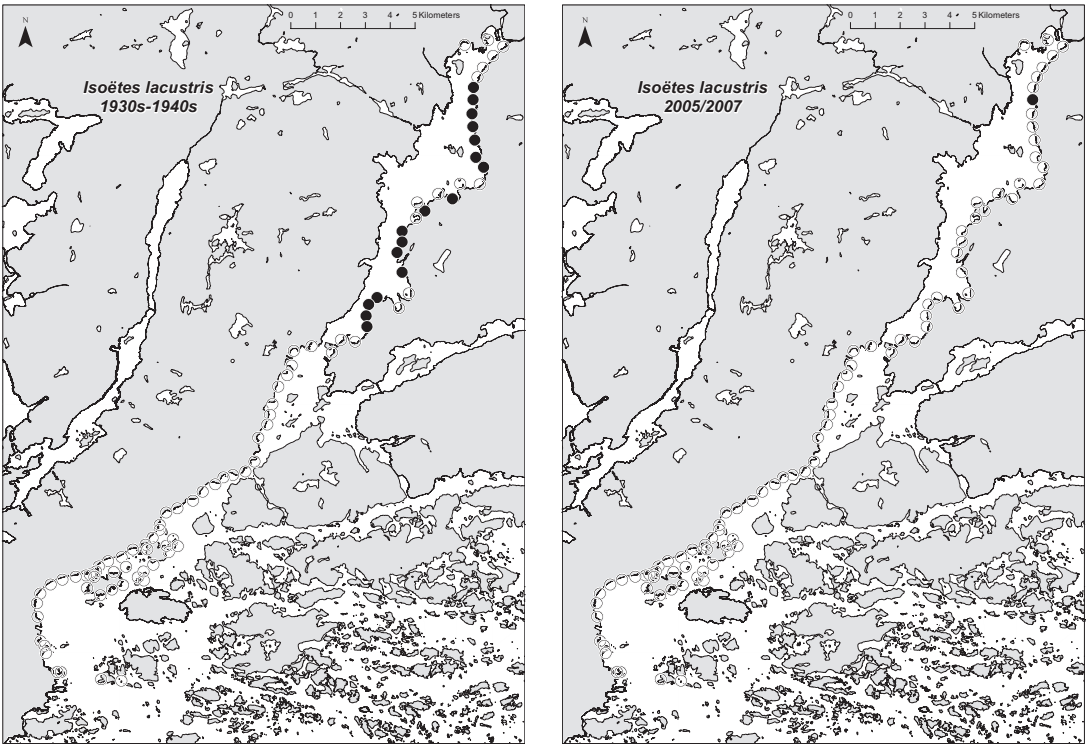 N
0 1 2 3 4 5 Kilometers
Isoëtes lacustris
1930s-1940s
N
0 1 2 3 4 5 Kilometers
Isoëtes lacustris
2005/2007